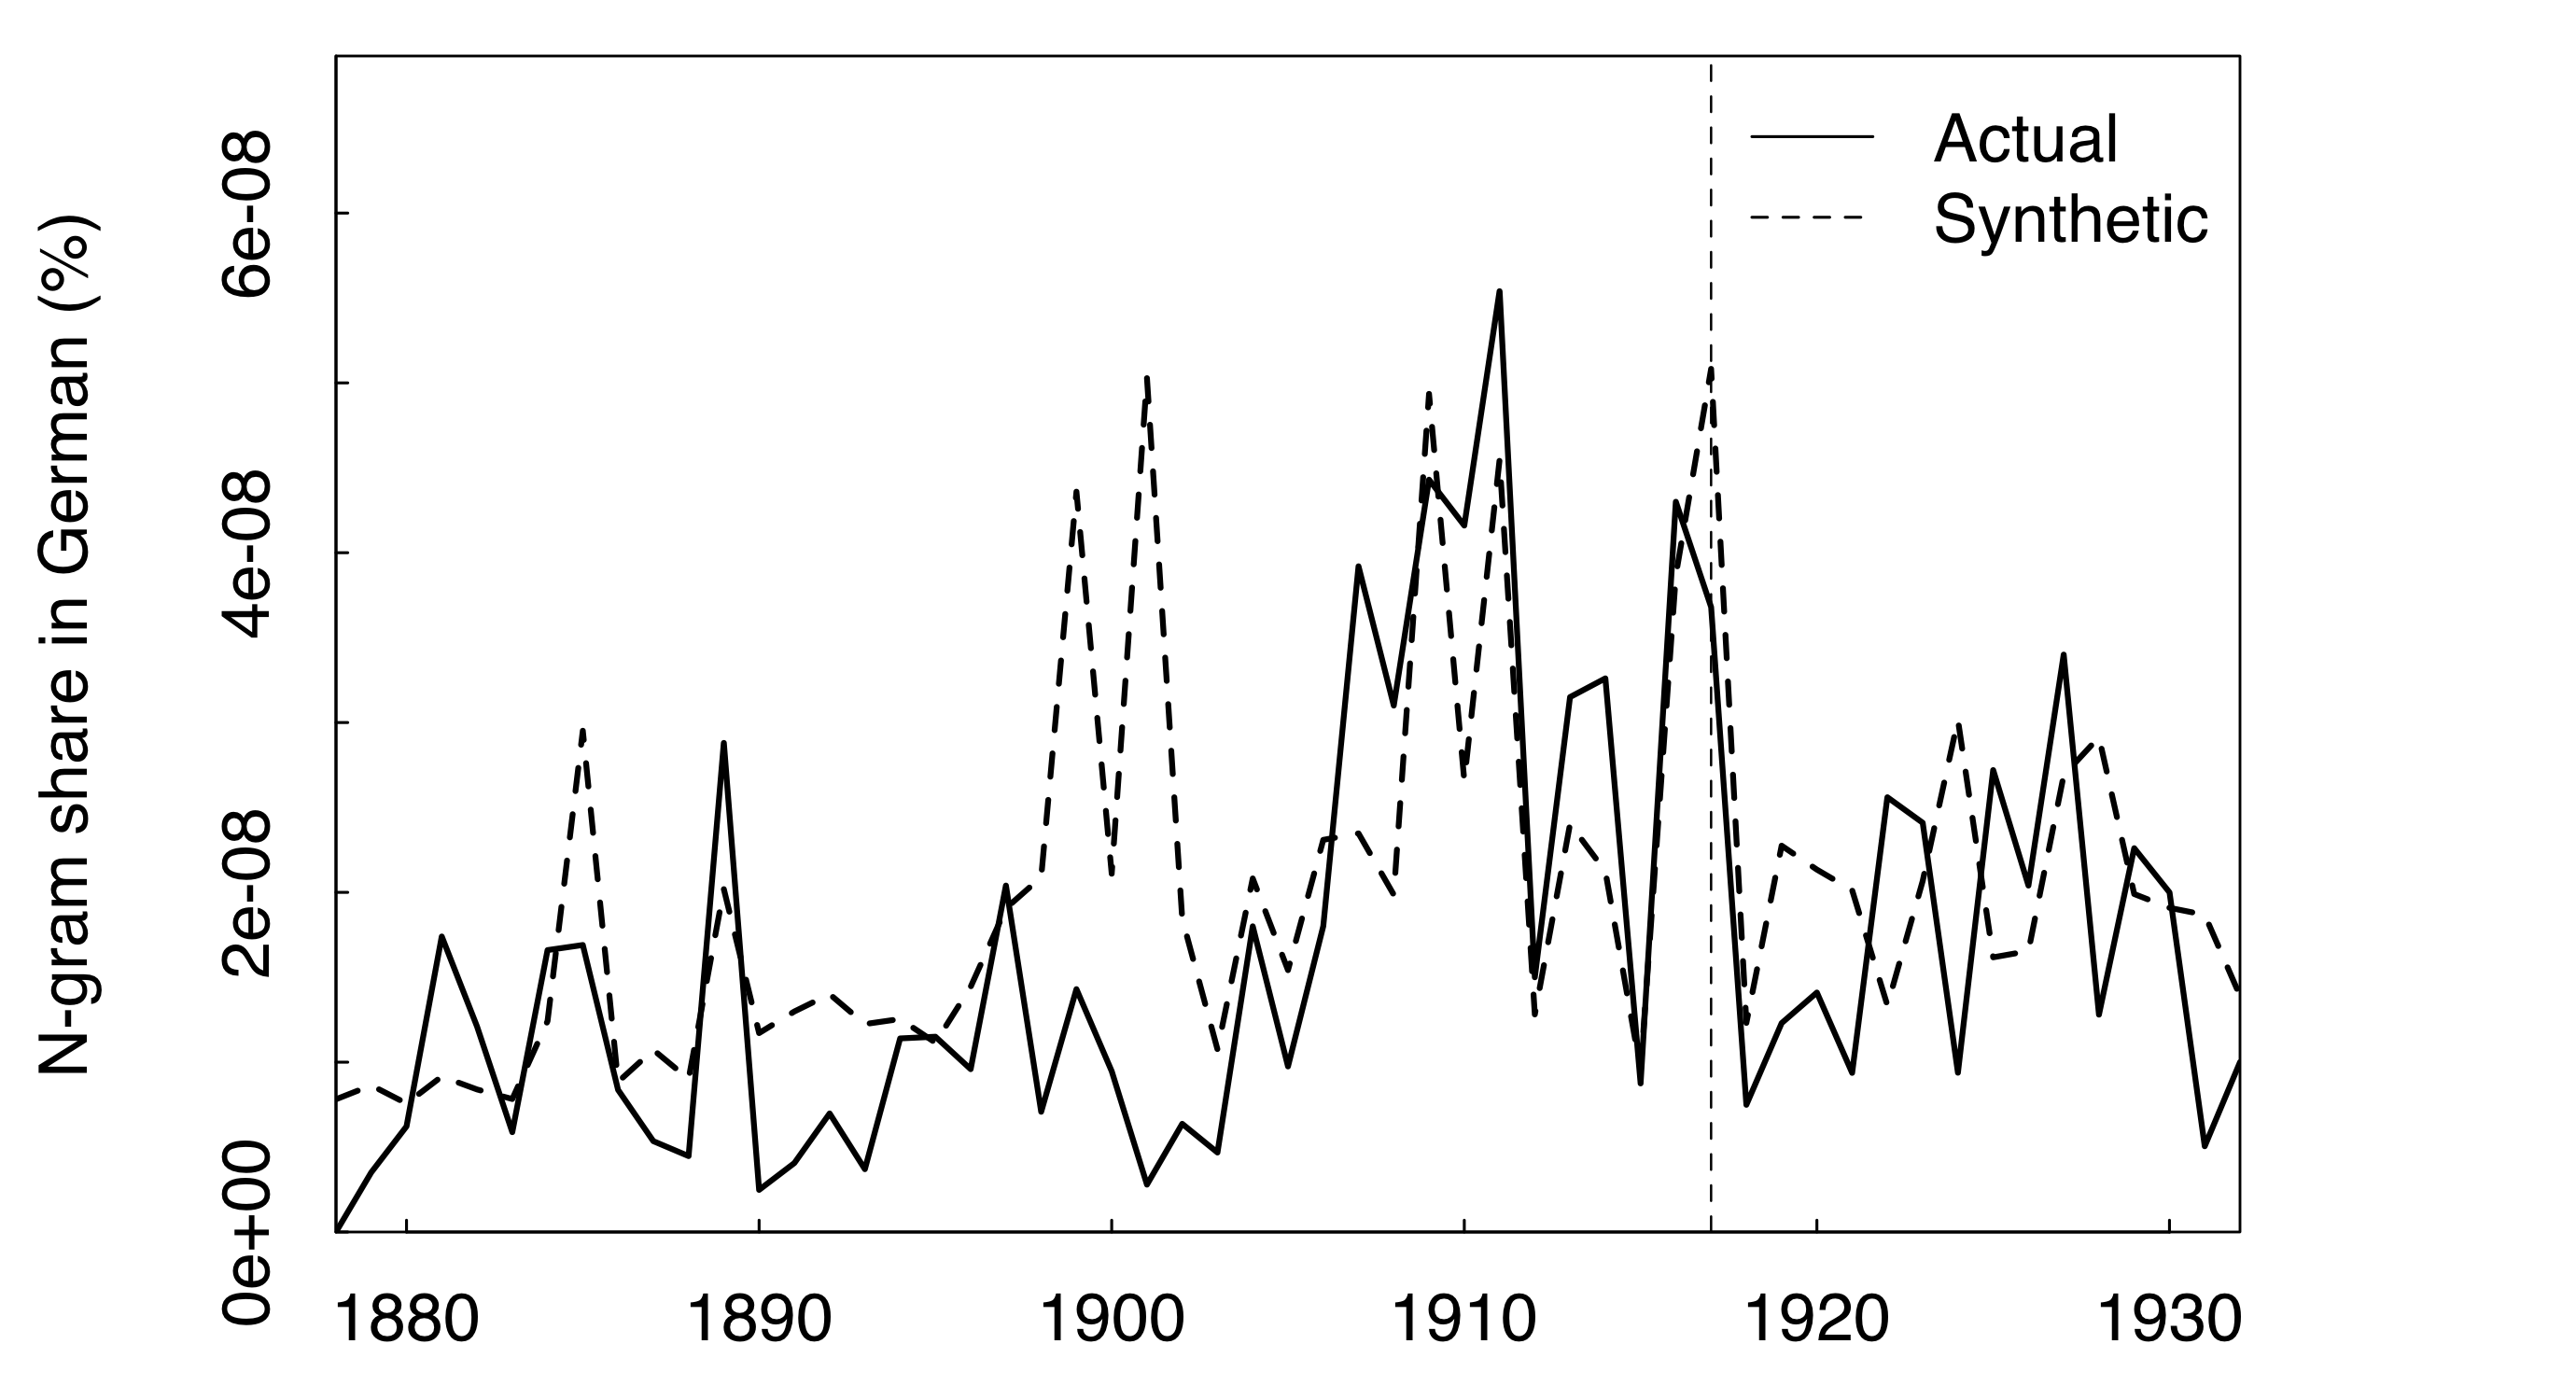 N-gram share in German (%)
6e-08
4e-08
2e-08
0e+00
Actual
Synthetic
1880 1890 1900 1910 1920 1930